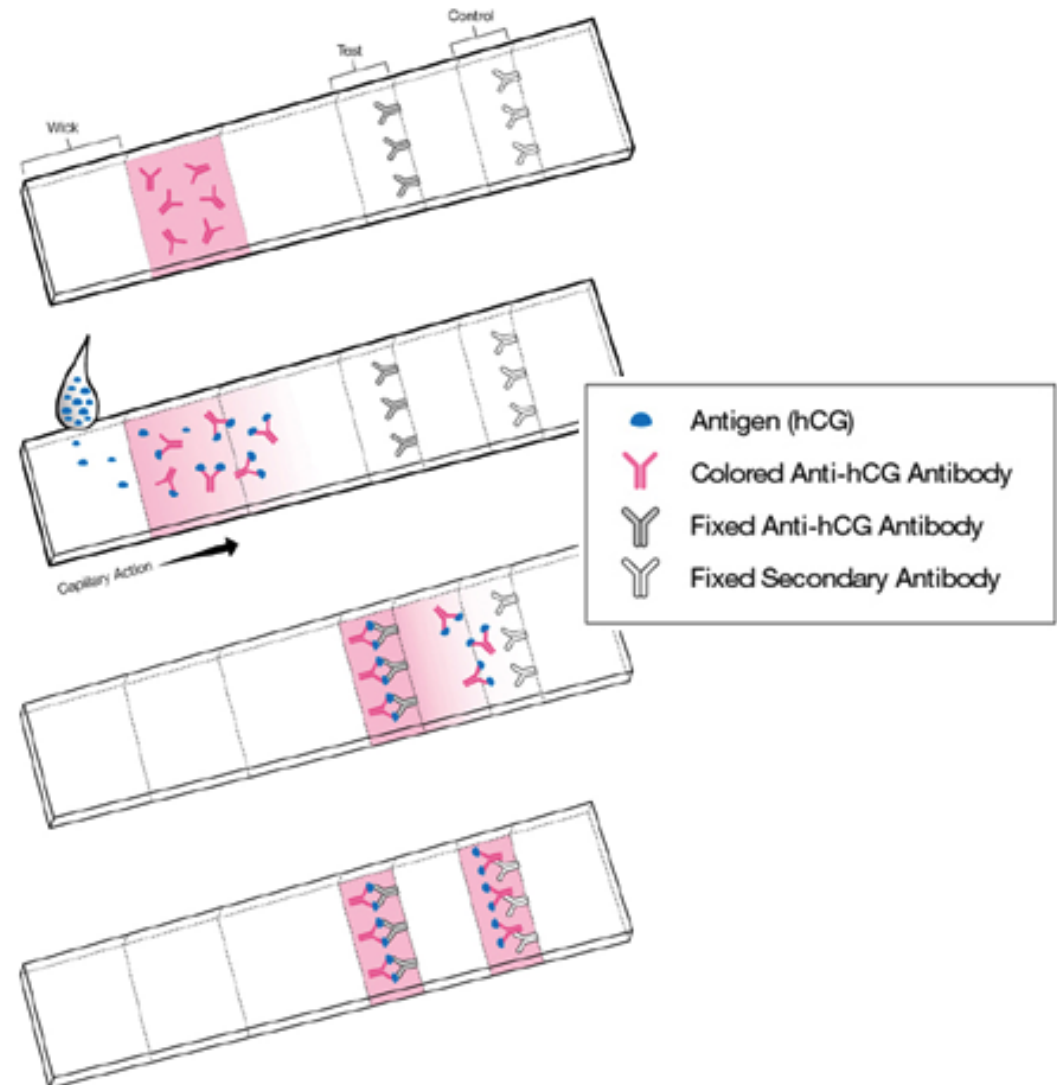 Control
Test
Wick
Capillary Action
Antigen (hCG)
Colored Anti-hCG Antibody
Fixed Anti-hCG Antibody
Fixed Secondary Antibody